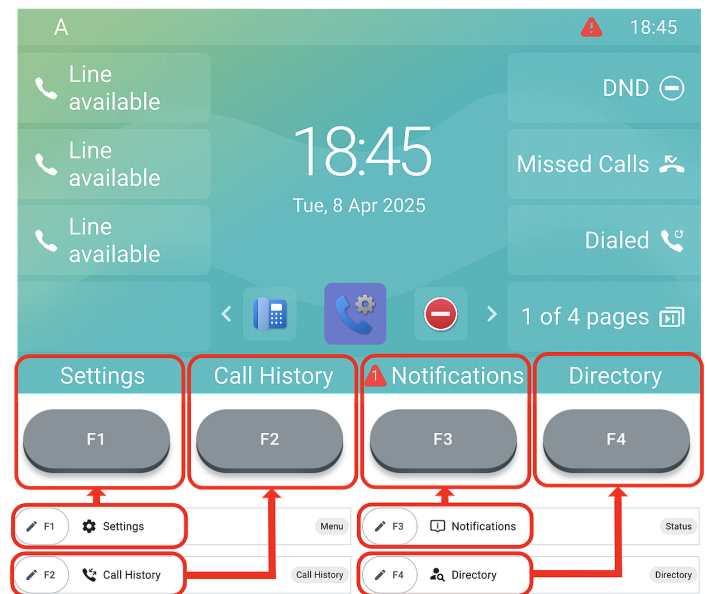 A
18:45
Line
available
DND
Line
available
18:45
Missed Calls
Tue, 8 Apr 2025
Line
available
Dialed
1 of 4 pages
Settings
Call History
1
Notifications
Directory
F1
F2
F3
F4
F1
Settings
Menu
F3
Notifications
Status
F2
Call History
Call History
F4
Directory
Directory